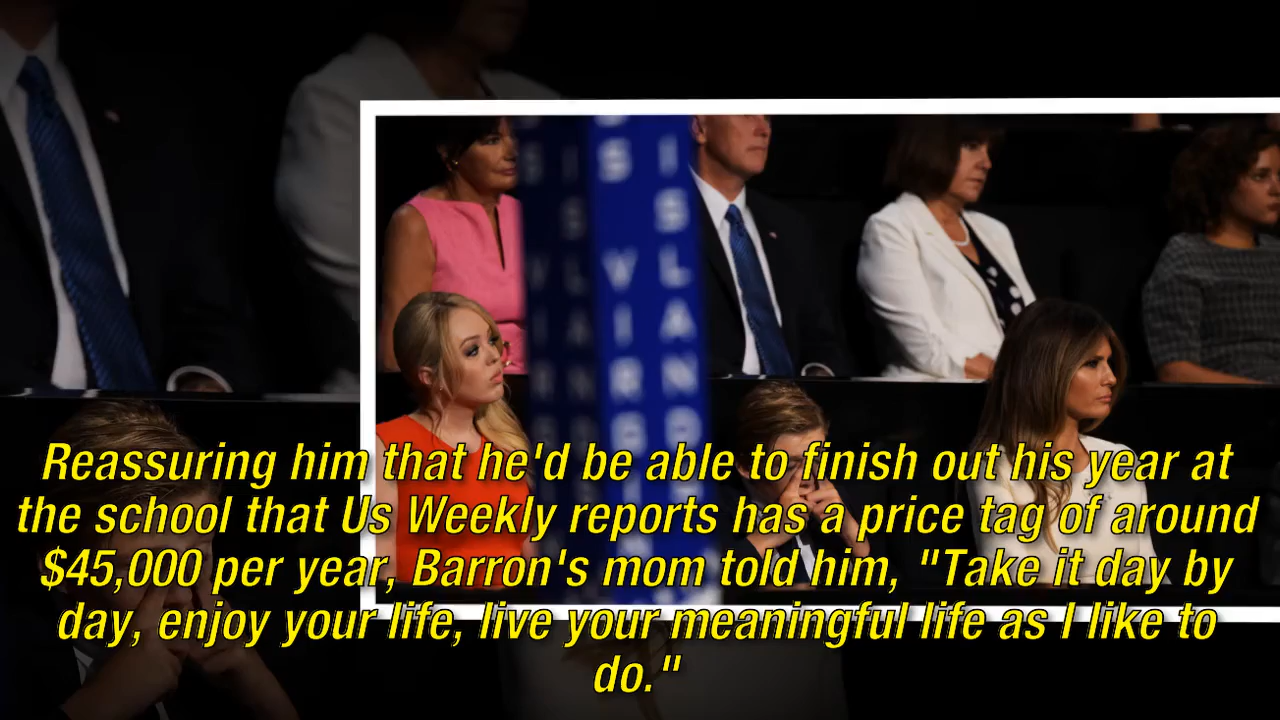 Reassuring him that he'd be able to finish out his year at
the school that Us Weekly reports has a price tag of around
$45,000 per year, Barron's mom told him, "Take it day by
day, enjoy your life, live your meaningful life as I like to
do."
VIRG
ISLAND